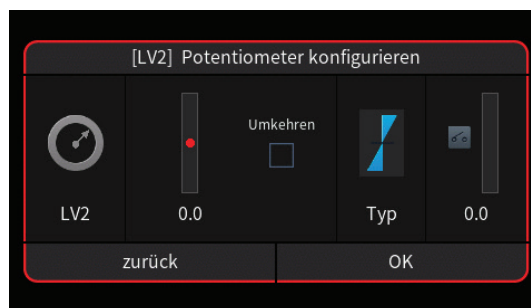 [LV2] Potentiometer konfigurieren
Umkehren
LV2 0.0 Typ 0.0
zurück OK